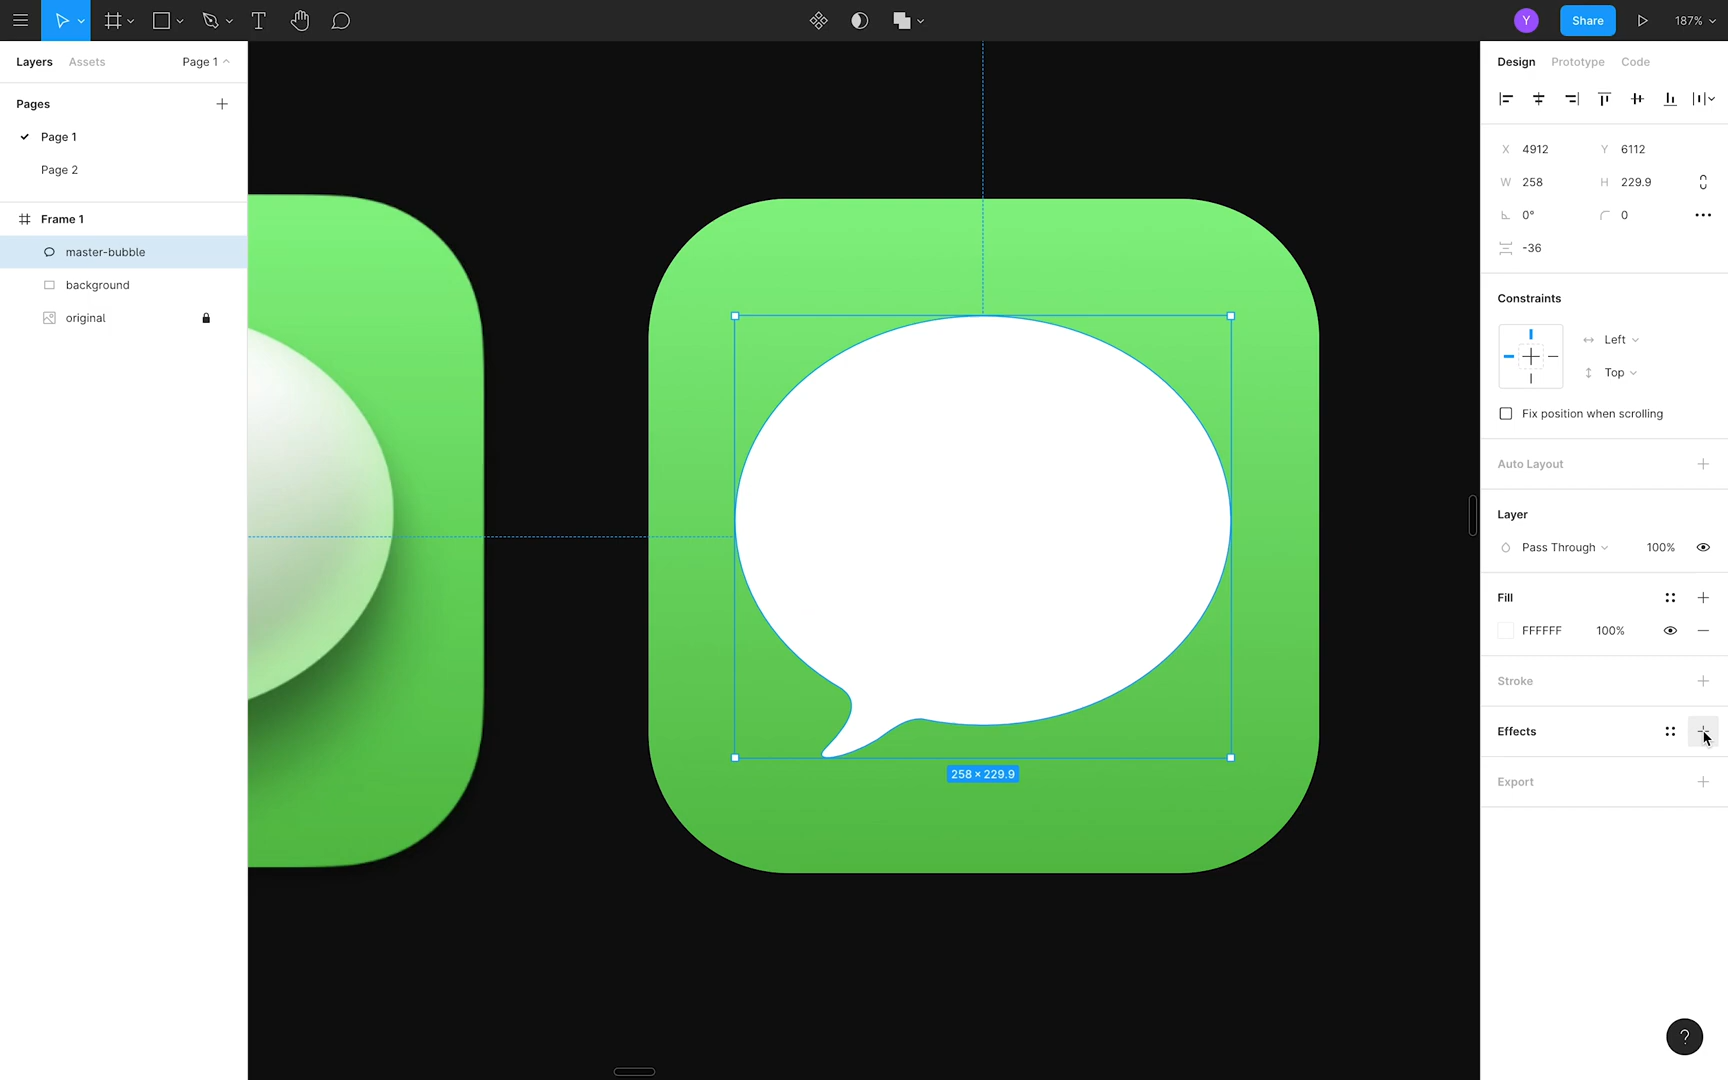 Y
Share
187%
Layers
Assets
Page 1
Pages
Page 1
Page 2
Frame 1
master-bubble
background
original
258 × 229.9
Design
Prototype
Code
X 4912
Y 6112
W 258
H 229.9
0°
0
-36
Constraints
Left
Top
Fix position when scrolling
Auto Layout
Layer
Pass Through
100%
Fill
FFFFFF
100%
Stroke
Effects
Export
?